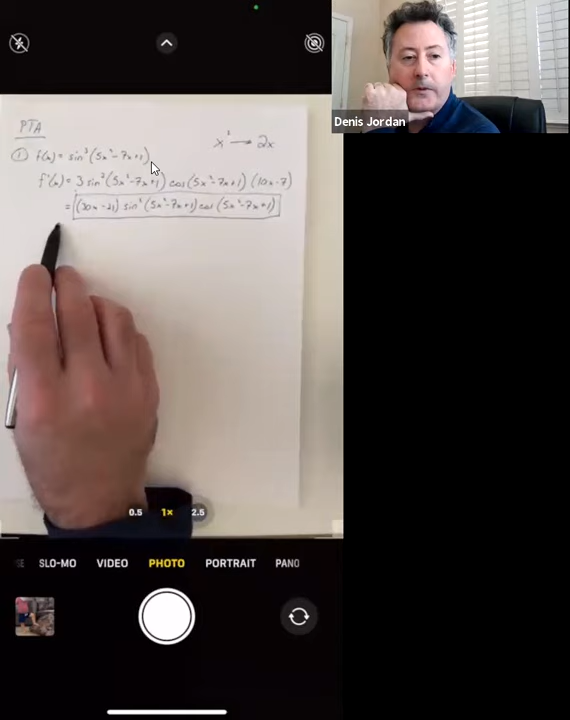 Denis Jordan
PTA
x² → 2x
① f(x) = sin³(5x²-7x+1)
f'(x) = 3 sin²(5x²-7x+1) cos(5x²-7x+1) (10x-7)
= (30x-21) sin²(5x²-7x+1) cos(5x²-7x+1)
0.5 1× 2.5
SLO-MO VIDEO PHOTO PORTRAIT PANO